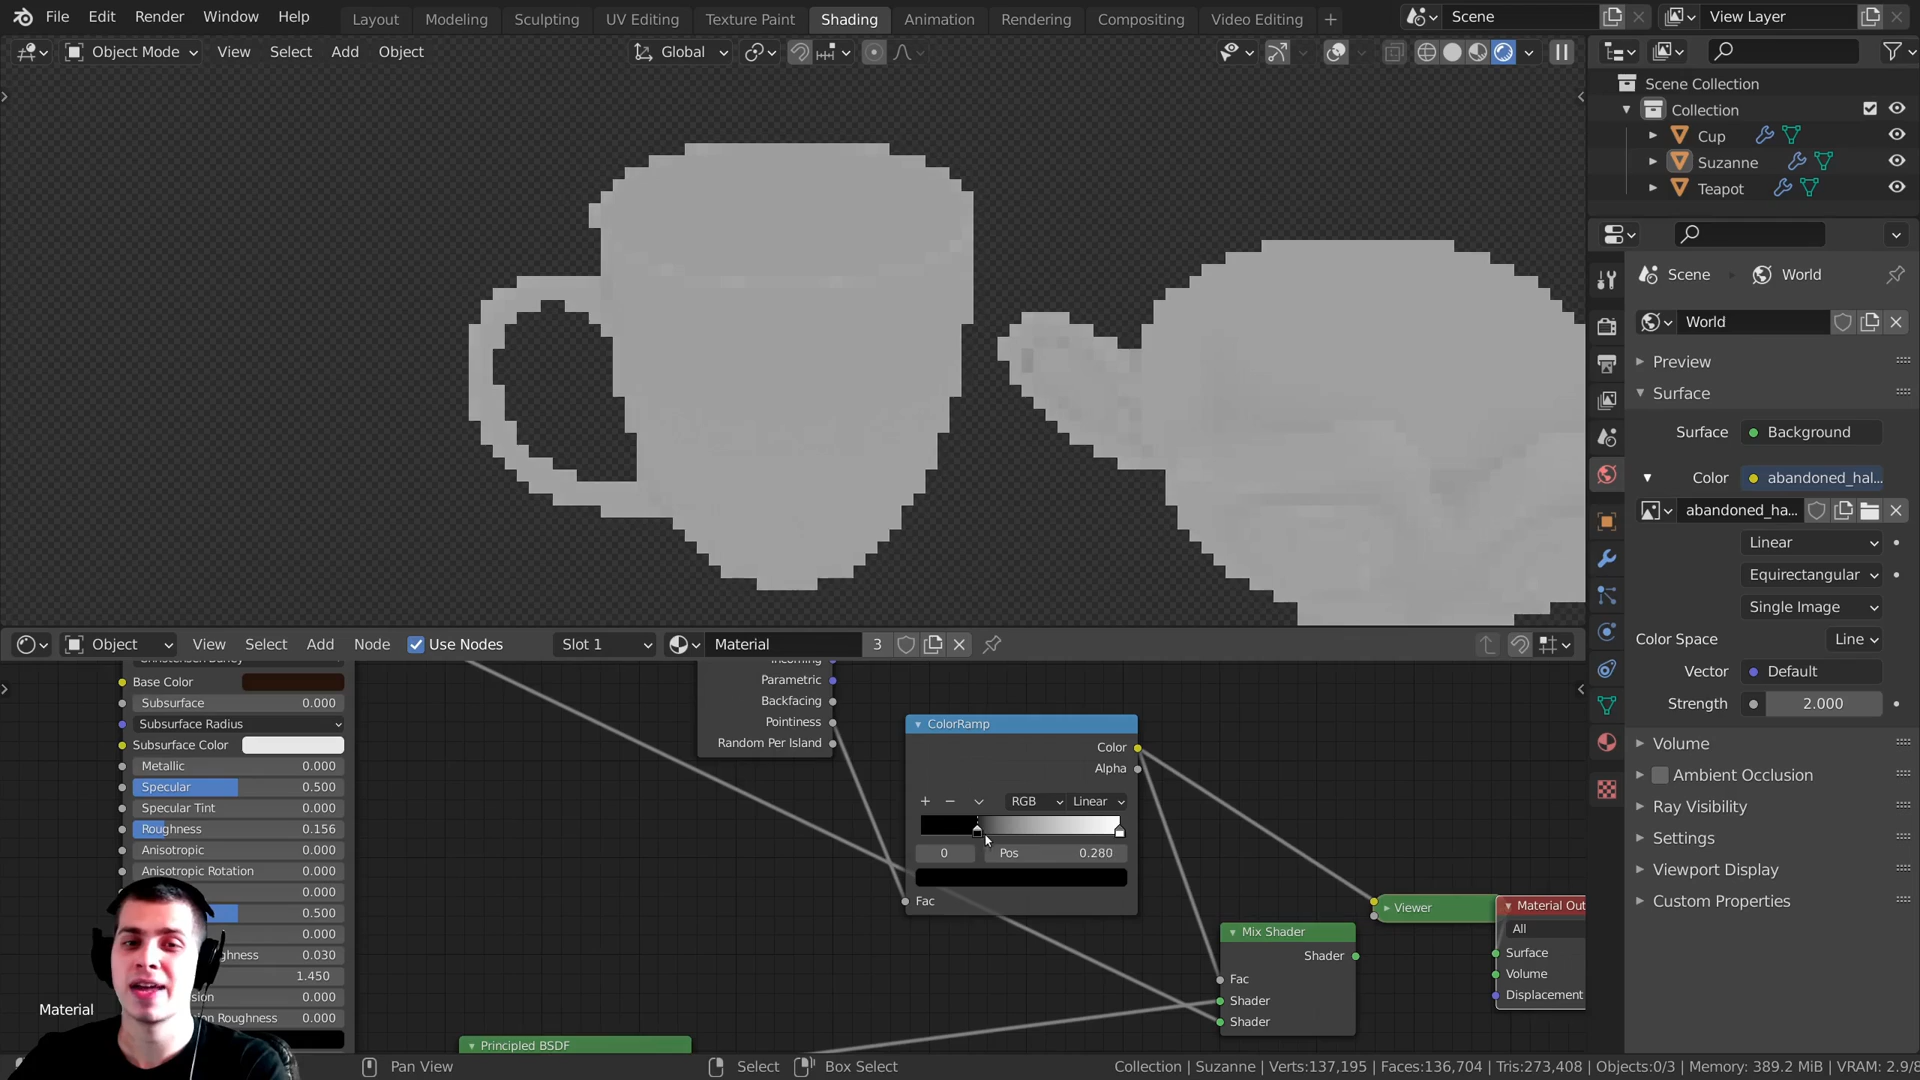 File Edit Render Window Help Layout Modeling Sculpting UV Editing Texture Paint Shading Animation Rendering Compositing Video Editing + Scene View Layer
Object Mode View Select Add Object Global
Scene Collection
Collection
Cup
Suzanne
Teapot
Scene World
World
Preview
Surface
Surface Background
Color abandoned_hal...
abandoned_ha...
Linear
Equirectangular
Single Image
Color Space Line
Vector Default
Strength 2.000
Volume
Ambient Occlusion
Ray Visibility
Settings
Viewport Display
Custom Properties
Object View Select Add Node Use Nodes Slot 1 Material 3
Base Color
Subsurface 0.000
Subsurface Radius
Subsurface Color
Metallic 0.000
Specular 0.500
Specular Tint 0.000
Roughness 0.156
Anisotropic 0.000
Anisotropic Rotation 0.000
0.000
0.500
0.000
ghness 0.030
1.450
sion 0.000
on Roughness 0.000
Material
Incoming
Parametric
Backfacing
Pointiness
Random Per Island
ColorRamp
Color
Alpha
+ − RGB Linear
0 Pos 0.280
Fac
Mix Shader
Shader
Fac
Shader
Shader
Viewer
Material Out
All
Surface
Volume
Displacement
Principled BSDF
Pan View Select Box Select Collection | Suzanne | Verts:137,195 | Faces:136,704 | Tris:273,408 | Objects:0/3 | Memory: 389.2 MiB | VRAM: 2.9/8